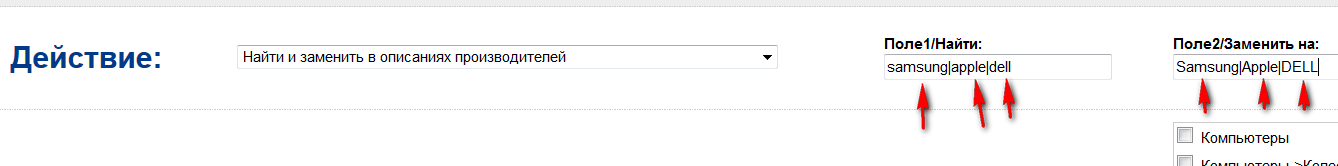 Действие:
Найти и заменить в описаниях производителей
Поле1/Найти:
samsung|apple|dell
Поле2/Заменить на:
Samsung|Apple|DELL
Компьютеры